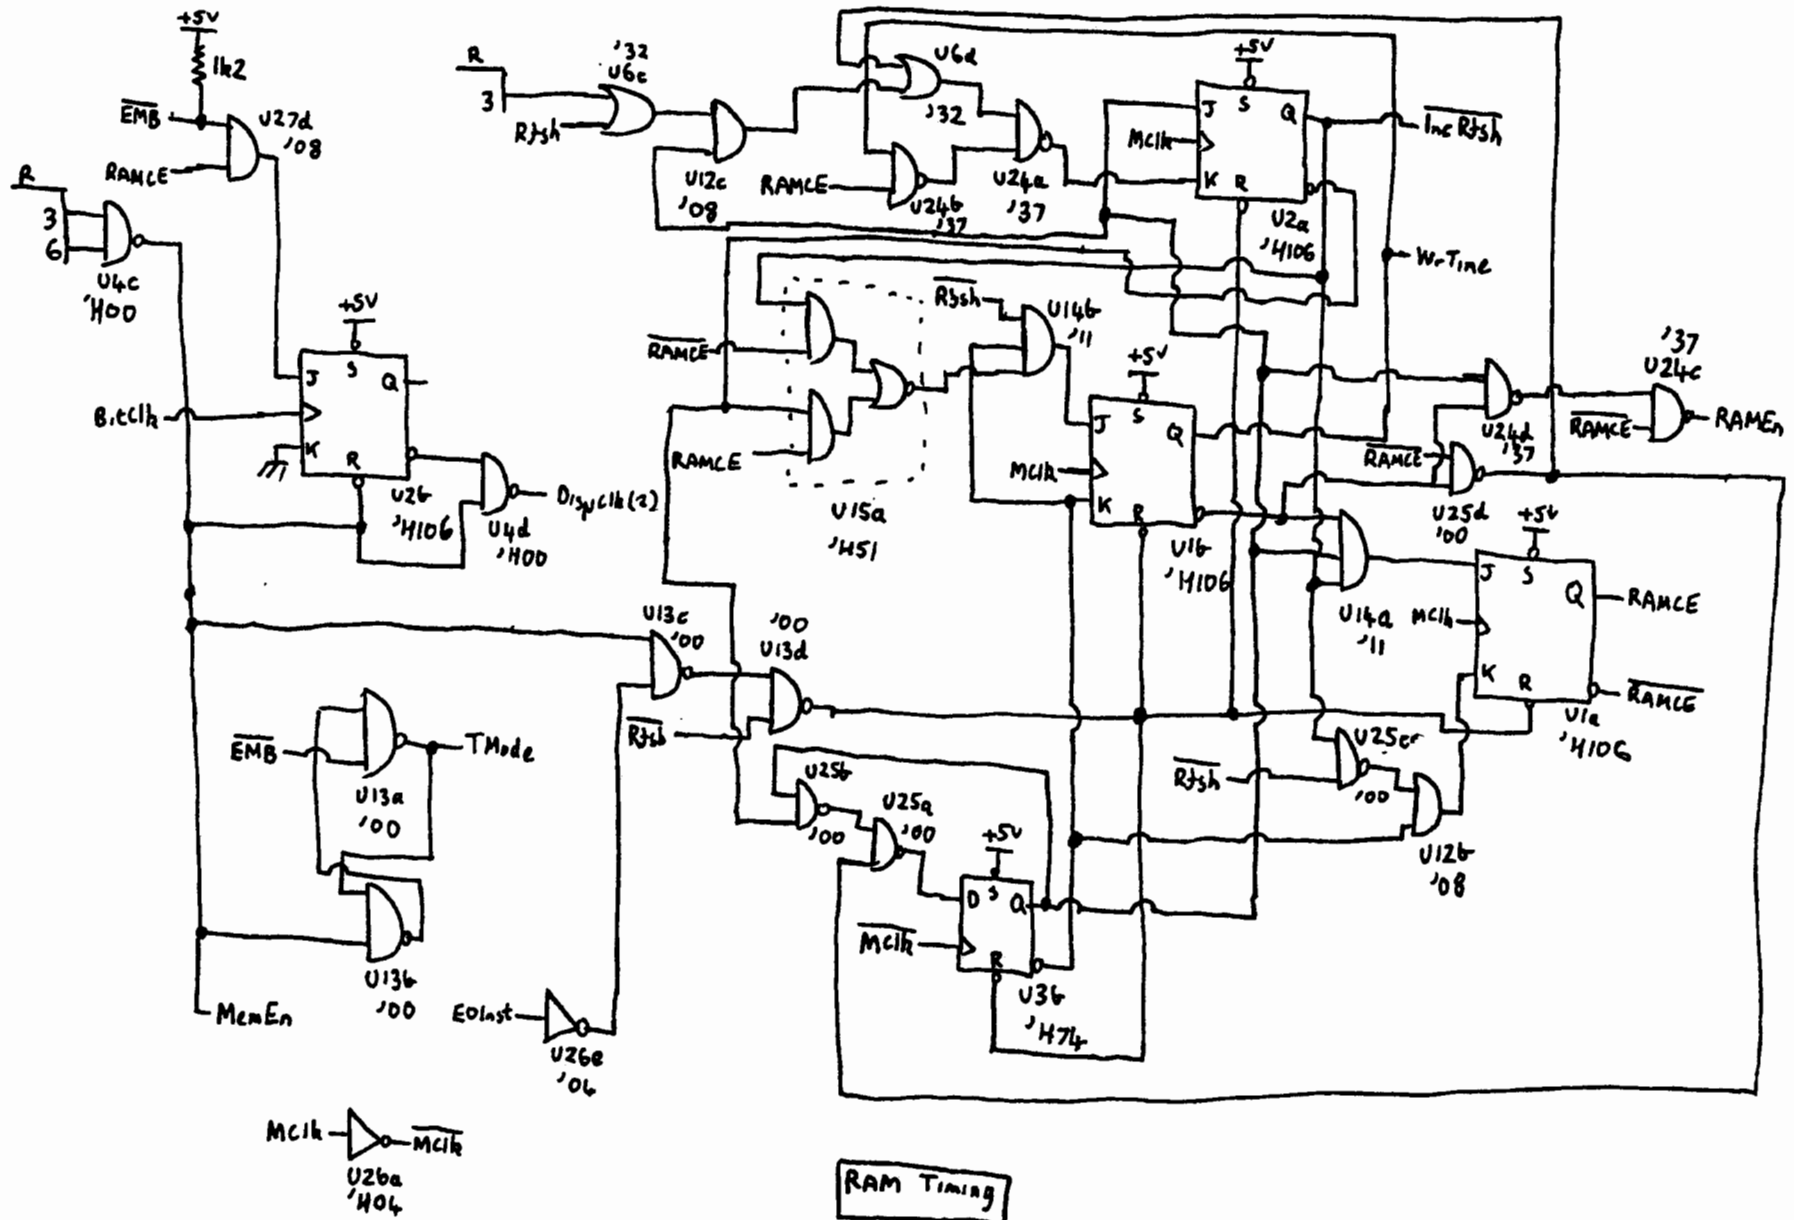 +5V
1k2
EMB
U27d
'08
RAMCE
R
3
6
U4c
'H00
+5V
J
S
Q
BitClk
K
R
U2b
'H106
U4d
'H00
DispClk(2)
R
3
'32
U6c
Rfsh
U12c
'08
U6d
'32
RAMCE
U24b
'37
U24a
'37
+5V
J
S
Q
MClk
K
R
U2a
'H106
IncRfsh
WrTime
RAMCE
RAMCE
U15a
'H51
Rfsh
U14b
'11
+5V
J
S
Q
MClk
K
R
U1b
'H106
'37
U24c
U24d
'37
RAMCE
RAMEn
RAMCE
U25d
'00
U14a
'11
+5V
J
S
Q
MClk
K
R
RAMCE
RAMCE
U1a
'H106
U13c
'00
'00
U13d
Rfsh
EMB
TMode
U13a
'00
U13b
'00
MemEn
EOInst
U26e
'04
U25b
'00
U25a
'00
+5V
D
S
Q
MClk
R
U3b
'H74
Rfsh
U25c
'00
U12b
'08
MClk
MClk
U26a
'H04
RAM Timing